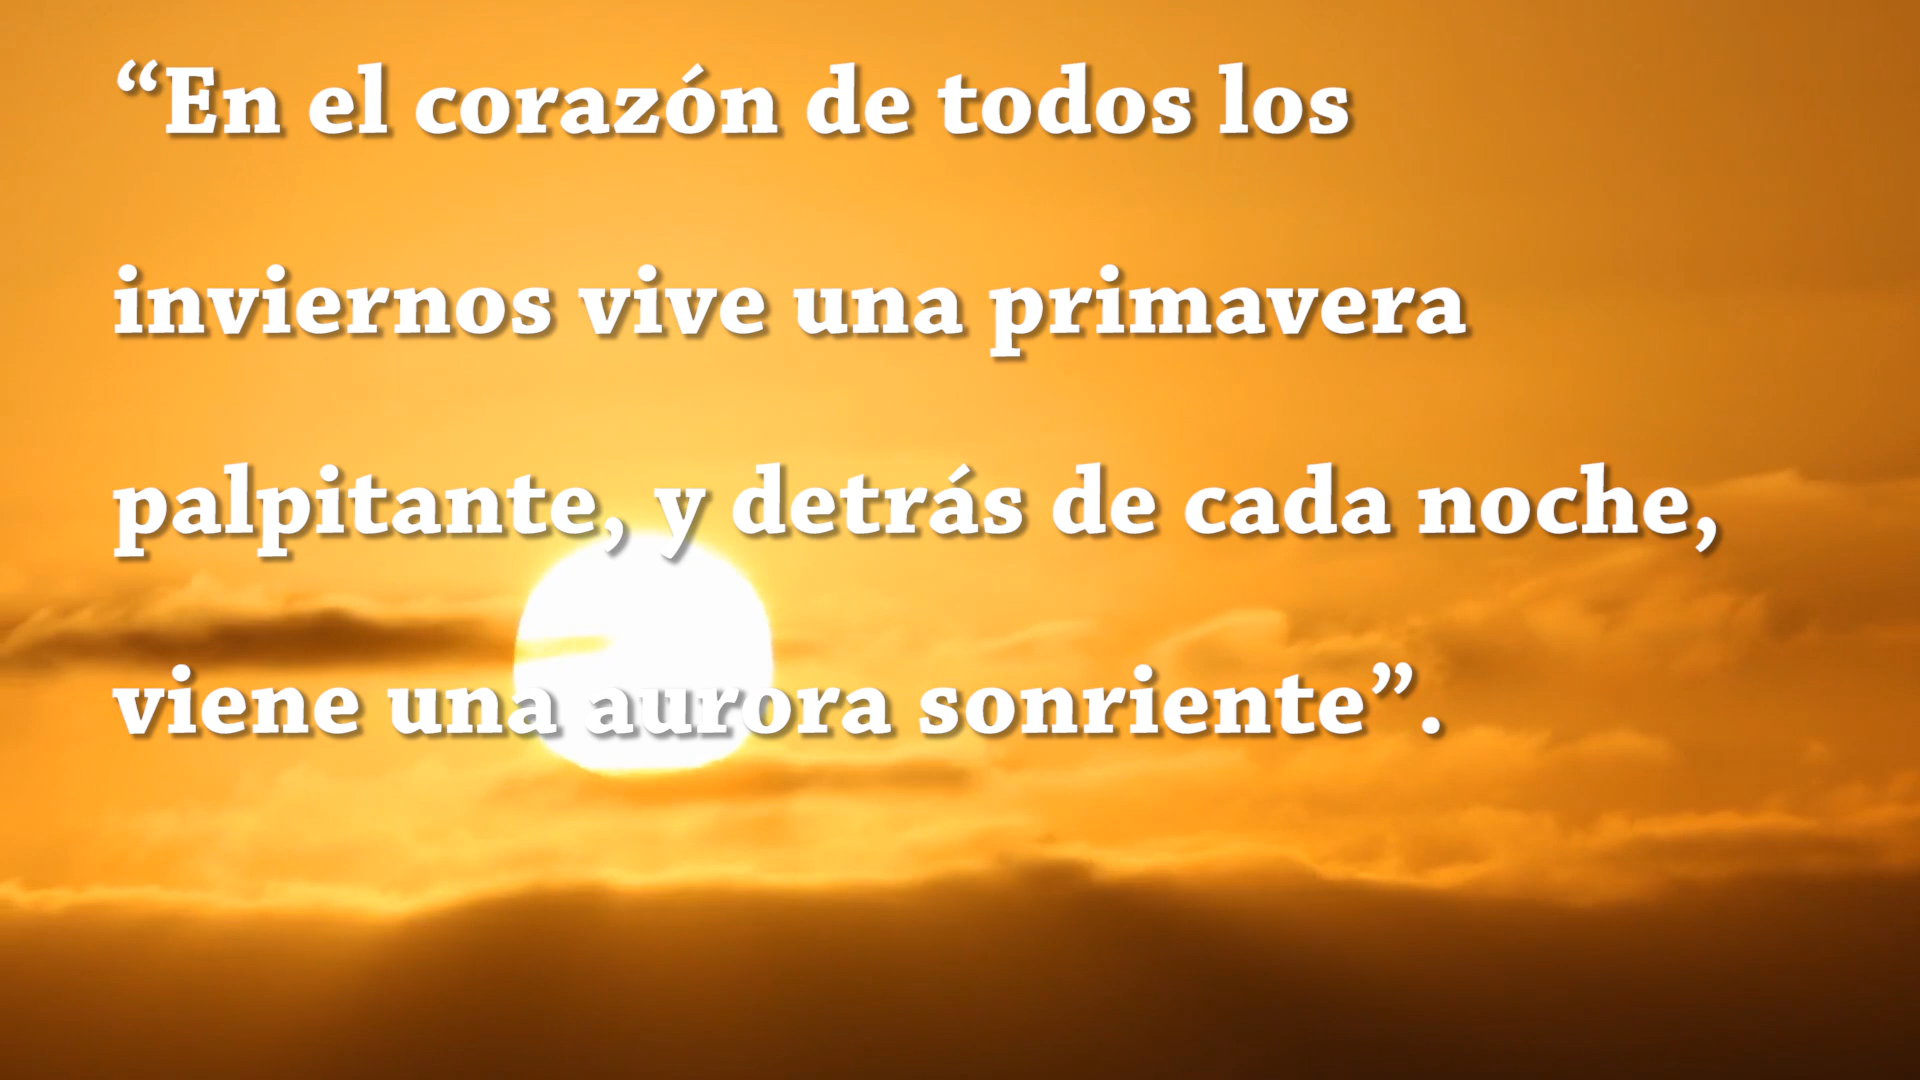 “En el corazón de todos los
inviernos vive una primavera
palpitante, y detrás de cada noche,
viene una aurora sonriente”.